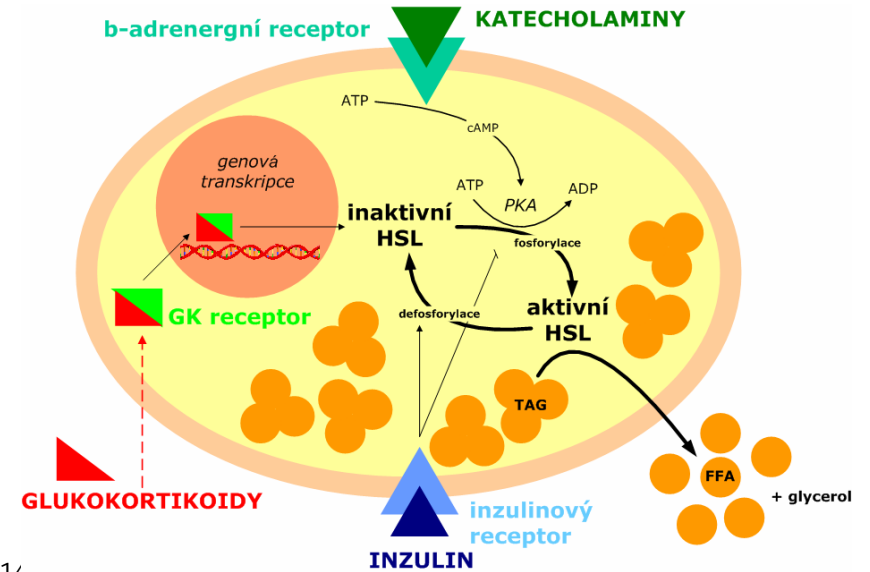 KATECHOLAMINY
b-adrenergní receptor
ATP
cAMP
genová
transkripce
ATP
PKA
ADP
inaktivní
HSL
fosforylace
GK receptor
defosforylace
aktivní
HSL
TAG
FFA
+ glycerol
GLUKOKORTIKOIDY
inzulinový
receptor
INZULIN